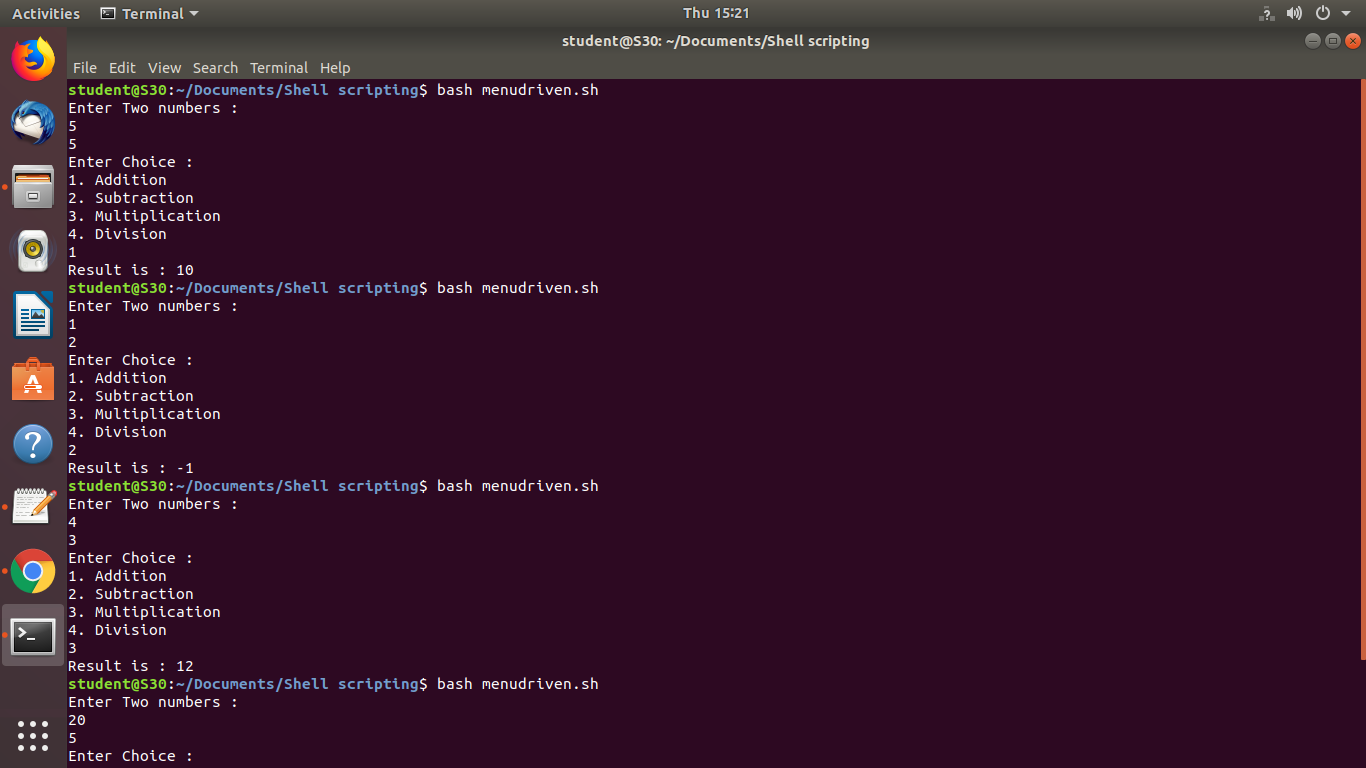 Activities Terminal Thu 15:21
student@S30: ~/Documents/Shell scripting
File Edit View Search Terminal Help
student@S30:~/Documents/Shell scripting$ bash menudriven.sh
Enter Two numbers :
5
5
Enter Choice :
1. Addition
2. Subtraction
3. Multiplication
4. Division
1
Result is : 10
student@S30:~/Documents/Shell scripting$ bash menudriven.sh
Enter Two numbers :
1
2
Enter Choice :
1. Addition
2. Subtraction
3. Multiplication
4. Division
2
Result is : -1
student@S30:~/Documents/Shell scripting$ bash menudriven.sh
Enter Two numbers :
4
3
Enter Choice :
1. Addition
2. Subtraction
3. Multiplication
4. Division
3
Result is : 12
student@S30:~/Documents/Shell scripting$ bash menudriven.sh
Enter Two numbers :
20
5
Enter Choice :